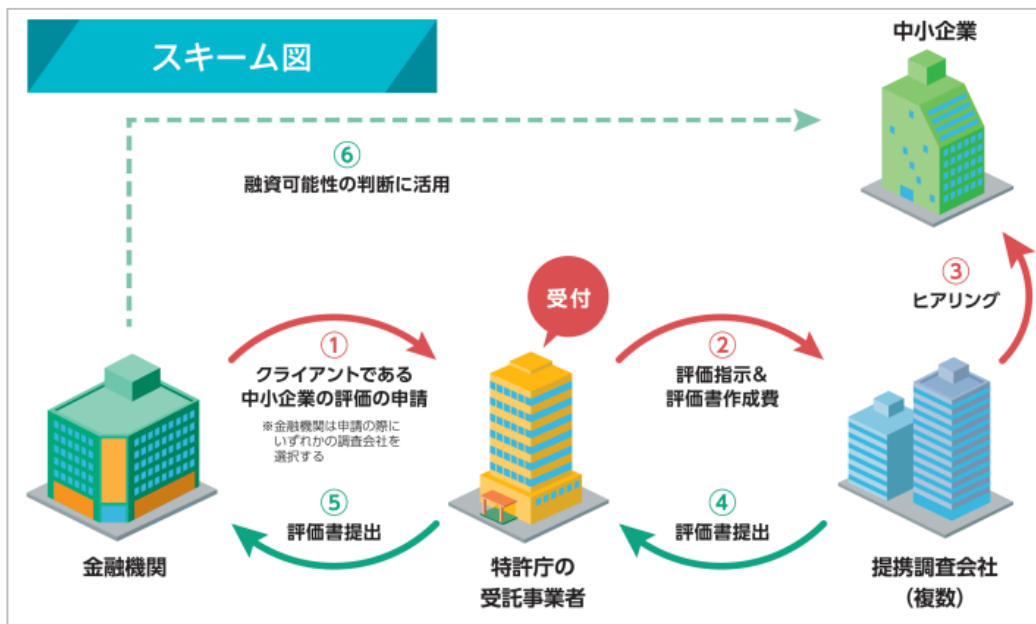 スキーム図
中小企業
⑥
融資可能性の判断に活用
受付
③
ヒアリング
①
クライアントである
中小企業の評価の申請
※金融機関は申請の際に
いずれかの調査会社を
選択する
②
評価指示&
評価書作成費
⑤
評価書提出
④
評価書提出
金融機関
特許庁の
受託事業者
提携調査会社
(複数)